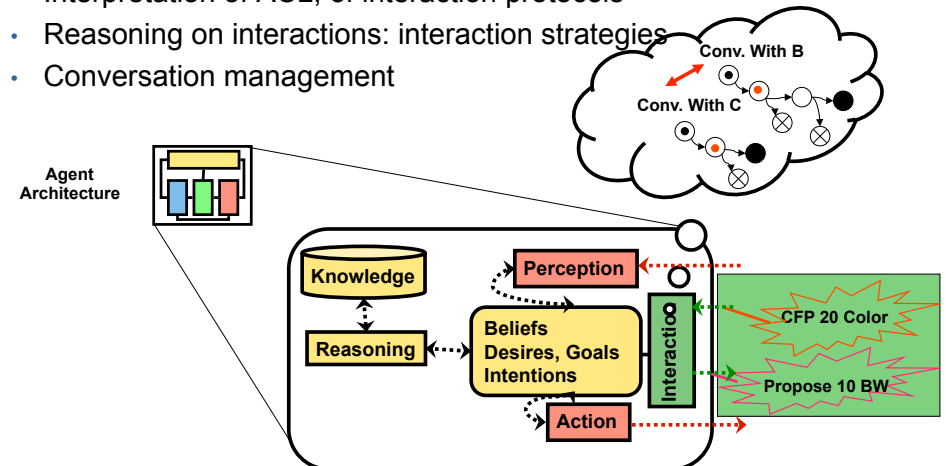 • Reasoning on interactions: interaction strategies
• Conversation management
Conv. With B
Conv. With C
Agent
Architecture
Knowledge
Perception
Reasoning
Beliefs
Desires, Goals
Intentions
Interaction
CFP 20 Color
Propose 10 BW
Action